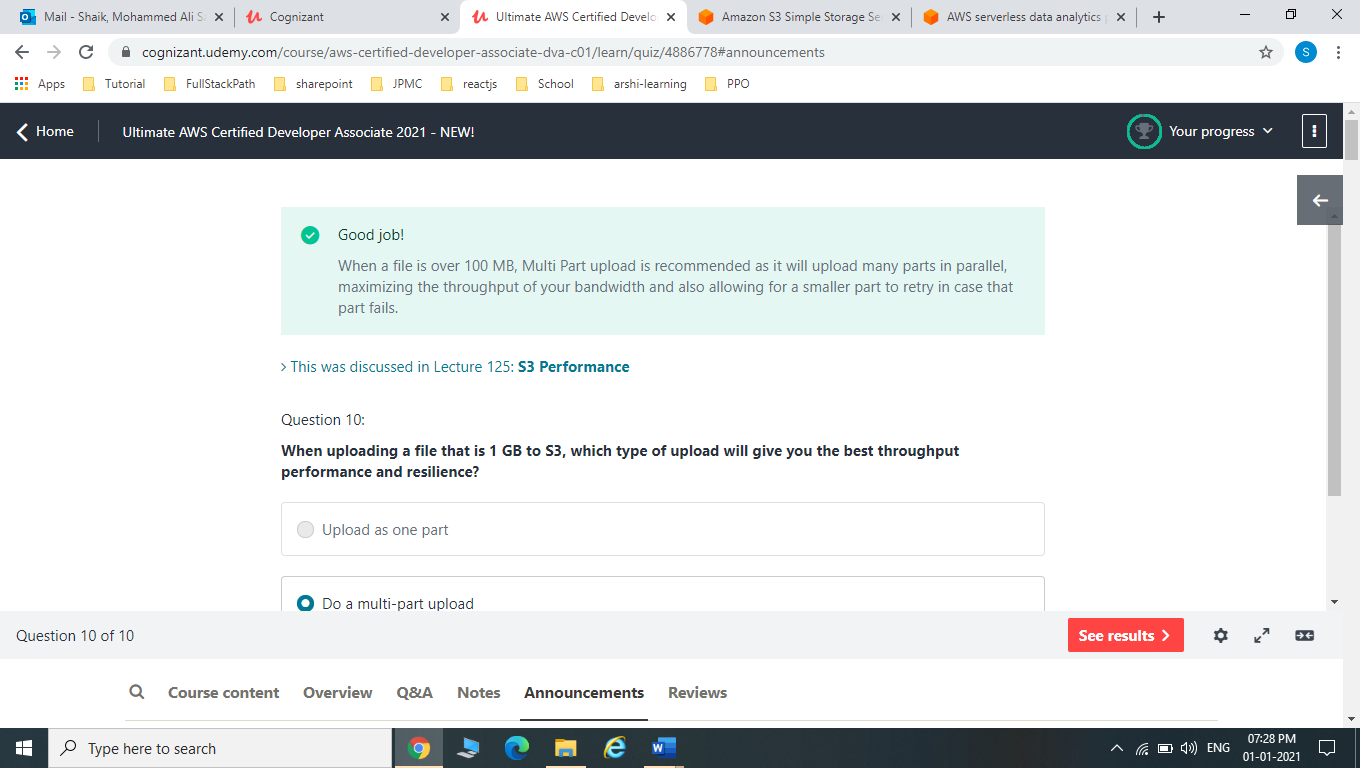 Mail - Shaik, Mohammed Ali S
Cognizant
Ultimate AWS Certified Develo
Amazon S3 Simple Storage Se
AWS serverless data analytics
cognizant.udemy.com/course/aws-certified-developer-associate-dva-c01/learn/quiz/4886778#announcements
S
Apps
Tutorial
FullStackPath
sharepoint
JPMC
reactjs
School
arshi-learning
PPO
Home
Ultimate AWS Certified Developer Associate 2021 - NEW!
Your progress
Good job!
When a file is over 100 MB, Multi Part upload is recommended as it will upload many parts in parallel,
maximizing the throughput of your bandwidth and also allowing for a smaller part to retry in case that
part fails.
This was discussed in Lecture 125: S3 Performance
Question 10:
When uploading a file that is 1 GB to S3, which type of upload will give you the best throughput
performance and resilience?
Upload as one part
Do a multi-part upload
Question 10 of 10
See results
Course content
Overview
Q&A
Notes
Announcements
Reviews
Type here to search
ENG
07:28 PM
01-01-2021